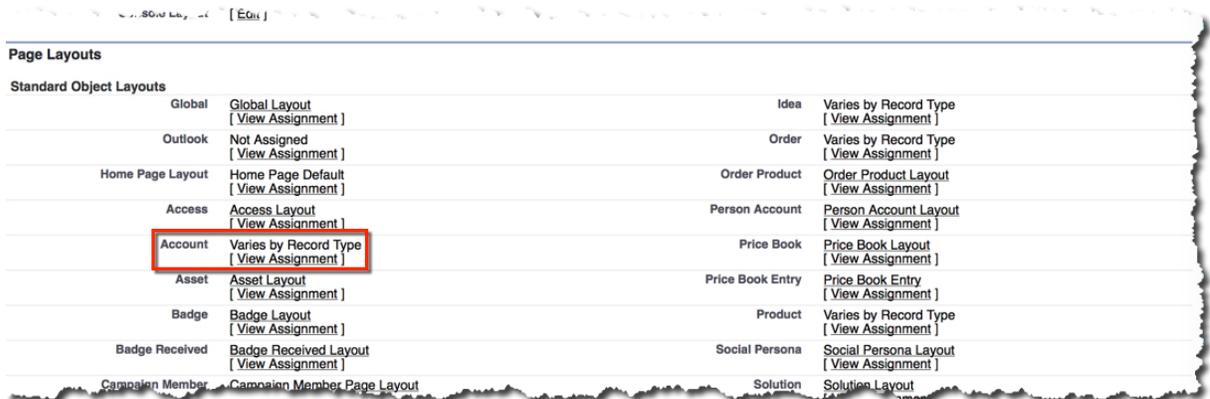 [ Edit ]
Page Layouts
Standard Object Layouts
Global Global Layout Idea Varies by Record Type
[ View Assignment ] [ View Assignment ]
Outlook Not Assigned Order Varies by Record Type
[ View Assignment ] [ View Assignment ]
Home Page Layout Home Page Default Order Product Order Product Layout
[ View Assignment ] [ View Assignment ]
Access Access Layout Person Account Person Account Layout
[ View Assignment ] [ View Assignment ]
Account Varies by Record Type Price Book Price Book Layout
[ View Assignment ] [ View Assignment ]
Asset Asset Layout Price Book Entry Price Book Entry
[ View Assignment ] [ View Assignment ]
Badge Badge Layout Product Varies by Record Type
[ View Assignment ] [ View Assignment ]
Badge Received Badge Received Layout Social Persona Social Persona Layout
[ View Assignment ] [ View Assignment ]
Campaign Member Campaign Member Page Layout Solution Solution Layout